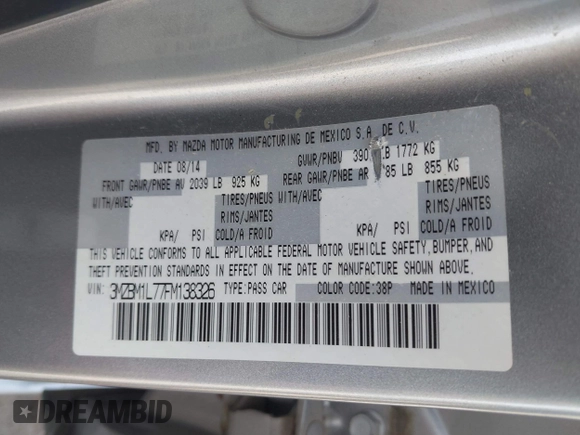 MFD. BY MAZDA MOTOR MANUFACTURING DE MEXICO S.A. DE C.V.
DATE 08/14 GVWR/PNBV 390 LB 1772 KG
FRONT GAWR/PNBE AV 2039 LB 925 KG REAR GAWR/PNBE AR 85 LB 855 KG
WITH/AVEC TIRES/PNEUS WITH/AVEC TIRES/PNEUS
RIMS/JANTES RIMS/JANTES
KPA/ PSI COLD/A FROID KPA/ PSI COLD/A FROID
THIS VEHICLE CONFORMS TO ALL APPLICABLE FEDERAL MOTOR VEHICLE SAFETY, BUMPER, AND
THEFT PREVENTION STANDARDS IN EFFECT ON THE DATE OF MANUFACTURE SHOWN ABOVE.
VIN: 3MZBM1L77FM138326 TYPE:PASS CAR COLOR CODE:38P MADE IN MEXICO
DREAMBID